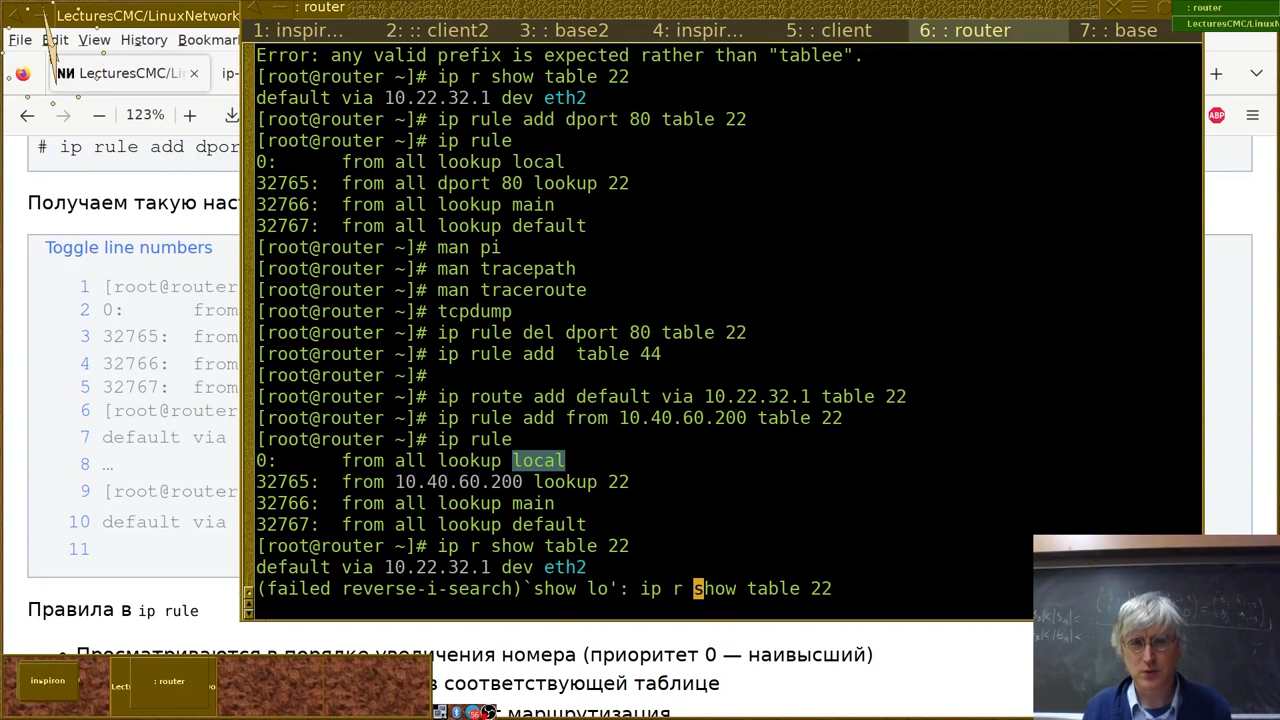 LecturesCMC/LinuxNetwork
: router
: router
LecturesCMC/LinuxNetwork
File Edit View History Bookmar
1: inspir...
2: :: client2
3: : base2
4: inspir...
5: : client
6: : router
7: : base
LecturesCMC/Lin
ip-
123%
ABP
# ip rule add dpor
Получаем такую нас
Toggle line numbers
1 [root@router
2 0: from
3 32765: from
4 32766: from
5 32767: from
6 [root@router
7 default via
8 …
9 [root@router
10 default via
11
Error: any valid prefix is expected rather than "tablee".
[root@router ~]# ip r show table 22
default via 10.22.32.1 dev eth2
[root@router ~]# ip rule add dport 80 table 22
[root@router ~]# ip rule
0: from all lookup local
32765: from all dport 80 lookup 22
32766: from all lookup main
32767: from all lookup default
[root@router ~]# man pi
[root@router ~]# man tracepath
[root@router ~]# man traceroute
[root@router ~]# tcpdump
[root@router ~]# ip rule del dport 80 table 22
[root@router ~]# ip rule add  table 44
[root@router ~]#
[root@router ~]# ip route add default via 10.22.32.1 table 22
[root@router ~]# ip rule add from 10.40.60.200 table 22
[root@router ~]# ip rule
0: from all lookup local
32765: from 10.40.60.200 lookup 22
32766: from all lookup main
32767: from all lookup default
[root@router ~]# ip r show table 22
default via 10.22.32.1 dev eth2
(failed reverse-i-search)`show lo': ip r show table 22
Правила в ip rule
Просматриваются в порядке увеличения номера (приоритет 0 — наивысший)
в соответствующей таблице
т маршрутизация
inspiron
Lect
: router
56